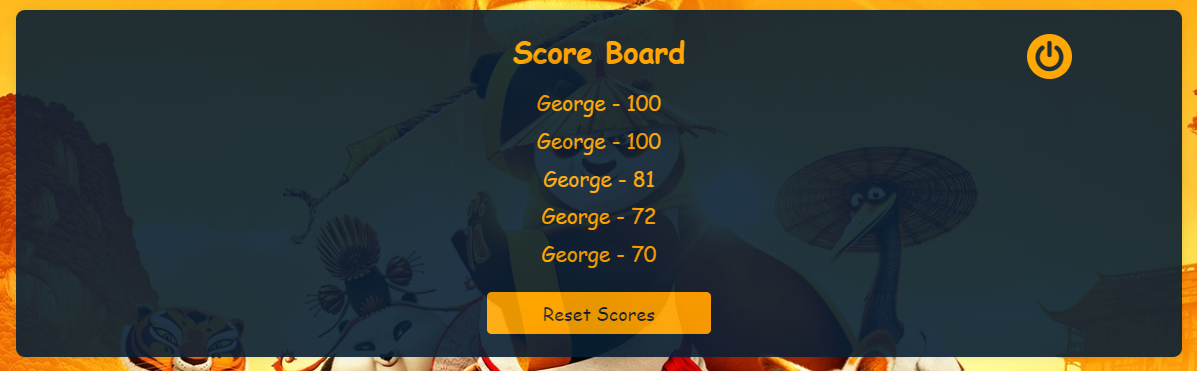 Score Board
George - 100
George - 100
George - 81
George - 72
George - 70
Reset Scores